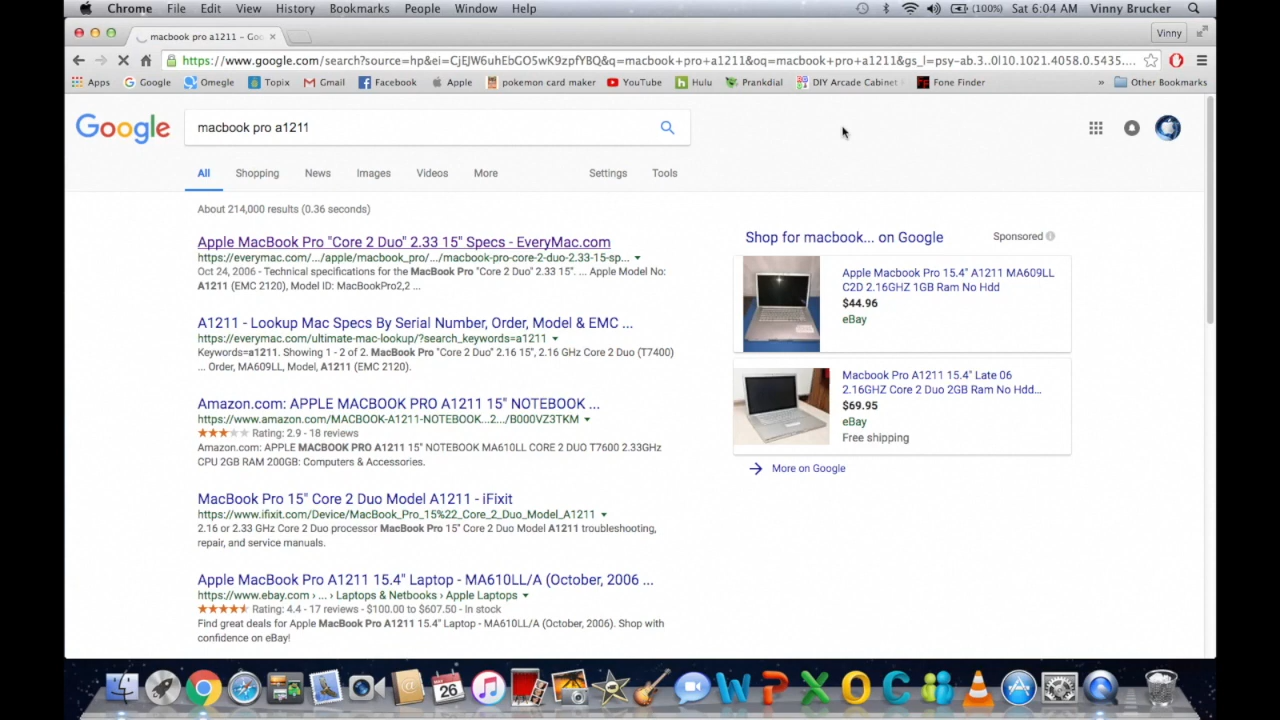 Chrome File Edit View History Bookmarks People Window Help (100%) Sat 6:04 AM Vinny Brucker
macbook pro a1211 - Goo Vinny
https://www.google.com/search?source=hp&ei=CjEJW6uhEbGO5wK9zpfYBQ&q=macbook+pro+a1211&oq=macbook+pro+a1211&gs_l=psy-ab.3..0l10.1021.4058.0.5435....
Apps Google Omegle Topix Gmail Facebook Apple pokemon card maker YouTube Hulu Prankdial DIY Arcade Cabinet Fone Finder » Other Bookmarks
Google macbook pro a1211
All Shopping News Images Videos More Settings Tools
About 214,000 results (0.36 seconds)
Apple MacBook Pro "Core 2 Duo" 2.33 15" Specs - EveryMac.com
https://everymac.com/.../apple/macbook_pro/.../macbook-pro-core-2-duo-2.33-15-sp...
Oct 24, 2006 - Technical specifications for the MacBook Pro "Core 2 Duo" 2.33 15". ... Apple Model No:
A1211 (EMC 2120), Model ID: MacBookPro2,2 ...
A1211 - Lookup Mac Specs By Serial Number, Order, Model & EMC ...
https://everymac.com/ultimate-mac-lookup/?search_keywords=a1211
Keywords=a1211. Showing 1 - 2 of 2. MacBook Pro "Core 2 Duo" 2.16 15", 2.16 GHz Core 2 Duo (T7400)
... Order, MA609LL, Model, A1211 (EMC 2120).
Amazon.com: APPLE MACBOOK PRO A1211 15" NOTEBOOK ...
https://www.amazon.com/MACBOOK-A1211-NOTEBOOK...2.../B000VZ3TKM
Rating: 2.9 - 18 reviews
Amazon.com: APPLE MACBOOK PRO A1211 15" NOTEBOOK MA610LL CORE 2 DUO T7600 2.33GHz
CPU 2GB RAM 200GB: Computers & Accessories.
MacBook Pro 15" Core 2 Duo Model A1211 - iFixit
https://www.ifixit.com/Device/MacBook_Pro_15%22_Core_2_Duo_Model_A1211
2.16 or 2.33 GHz Core 2 Duo processor MacBook Pro 15" Core 2 Duo Model A1211 troubleshooting,
repair, and service manuals.
Apple MacBook Pro A1211 15.4" Laptop - MA610LL/A (October, 2006 ...
https://www.ebay.com › ... › Laptops & Netbooks › Apple Laptops
Rating: 4.4 - 17 reviews - $100.00 to $607.50 - In stock
Find great deals for Apple MacBook Pro A1211 15.4" Laptop - MA610LL/A (October, 2006). Shop with
confidence on eBay!
Shop for macbook... on Google Sponsored
Apple Macbook Pro 15.4" A1211 MA609LL
C2D 2.16GHZ 1GB Ram No Hdd
$44.96
eBay
Macbook Pro A1211 15.4" Late 06
2.16GHZ Core 2 Duo 2GB Ram No Hdd...
$69.95
eBay
Free shipping
More on Google
26